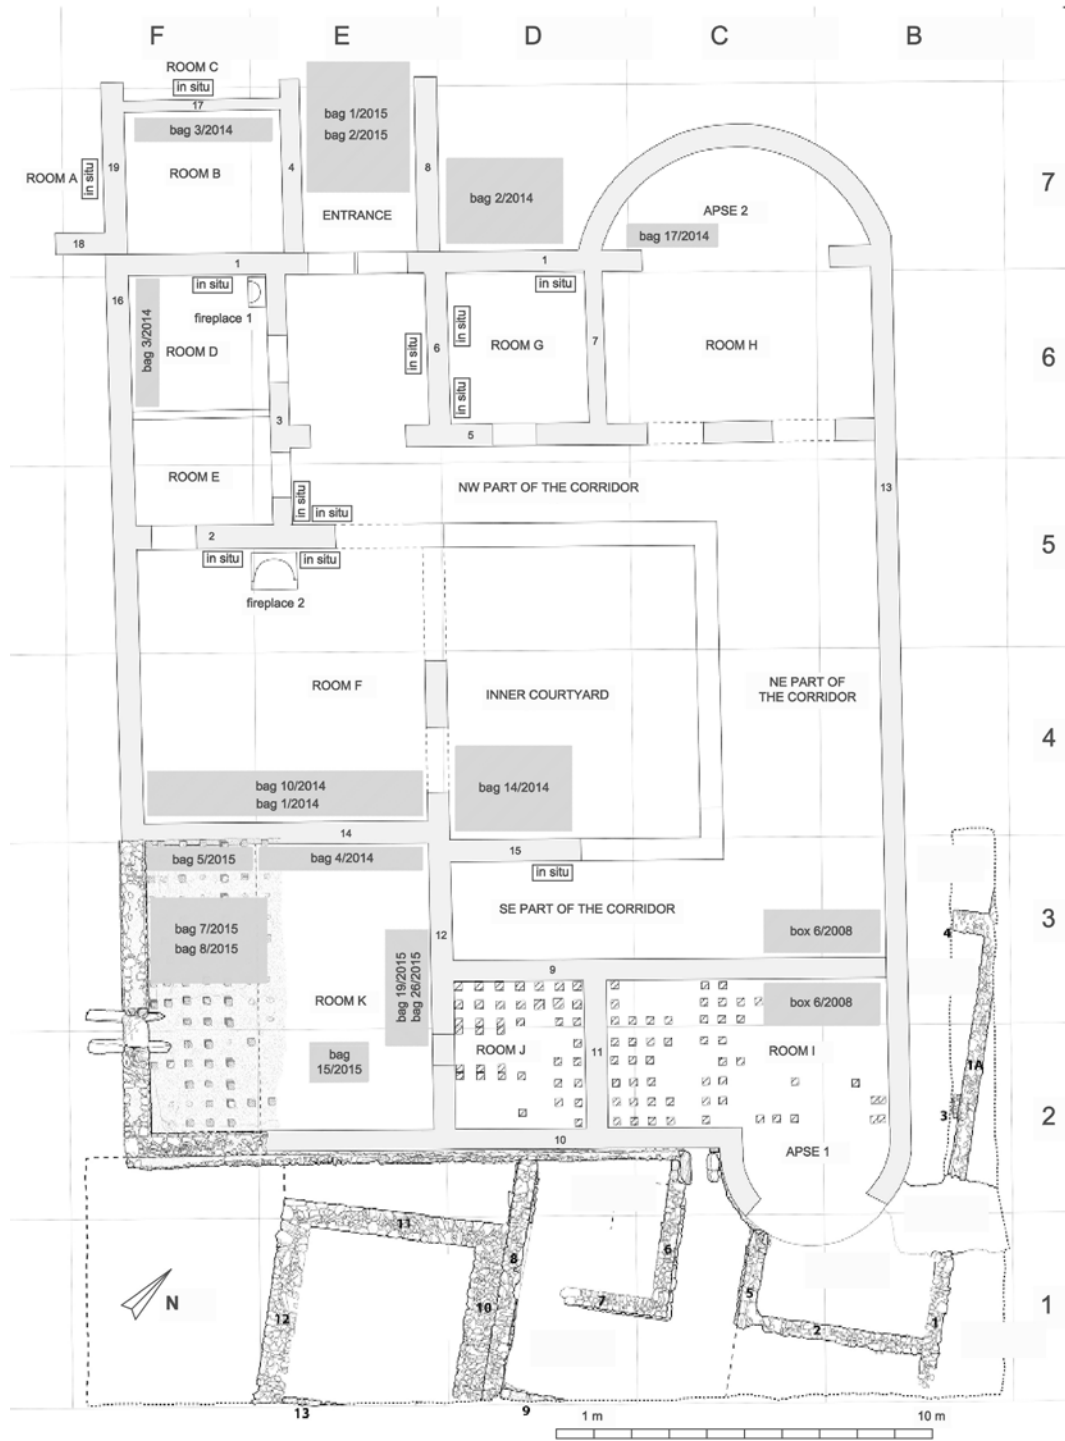 F E D C B
ROOM C
in situ
17
bag 3/2014
bag 1/2015
bag 2/2015
ROOM A
in situ
19
ROOM B
4
8
bag 2/2014
7
ENTRANCE
APSE 2
bag 17/2014
18
1
1
16
in situ
fireplace 1
bag 3/2014
ROOM D
in situ
6
in situ
in situ
in situ
ROOM G
7
ROOM H
6
3
5
ROOM E
in situ
in situ
NW PART OF THE CORRIDOR
13
2
in situ
in situ
fireplace 2
5
ROOM F
INNER COURTYARD
NE PART OF
THE CORRIDOR
4
bag 10/2014
bag 1/2014
bag 14/2014
14
15
bag 5/2015
bag 4/2014
in situ
bag 7/2015
bag 8/2015
SE PART OF THE CORRIDOR
3
12
box 6/2008
4
9
bag 19/2015
bag 26/2015
ROOM K
box 6/2008
bag
15/2015
ROOM J
11
ROOM I
1A
3
2
10
APSE 1
11
8
6
N
12
10
7
5
2
1
1
13
9
1 m
10 m